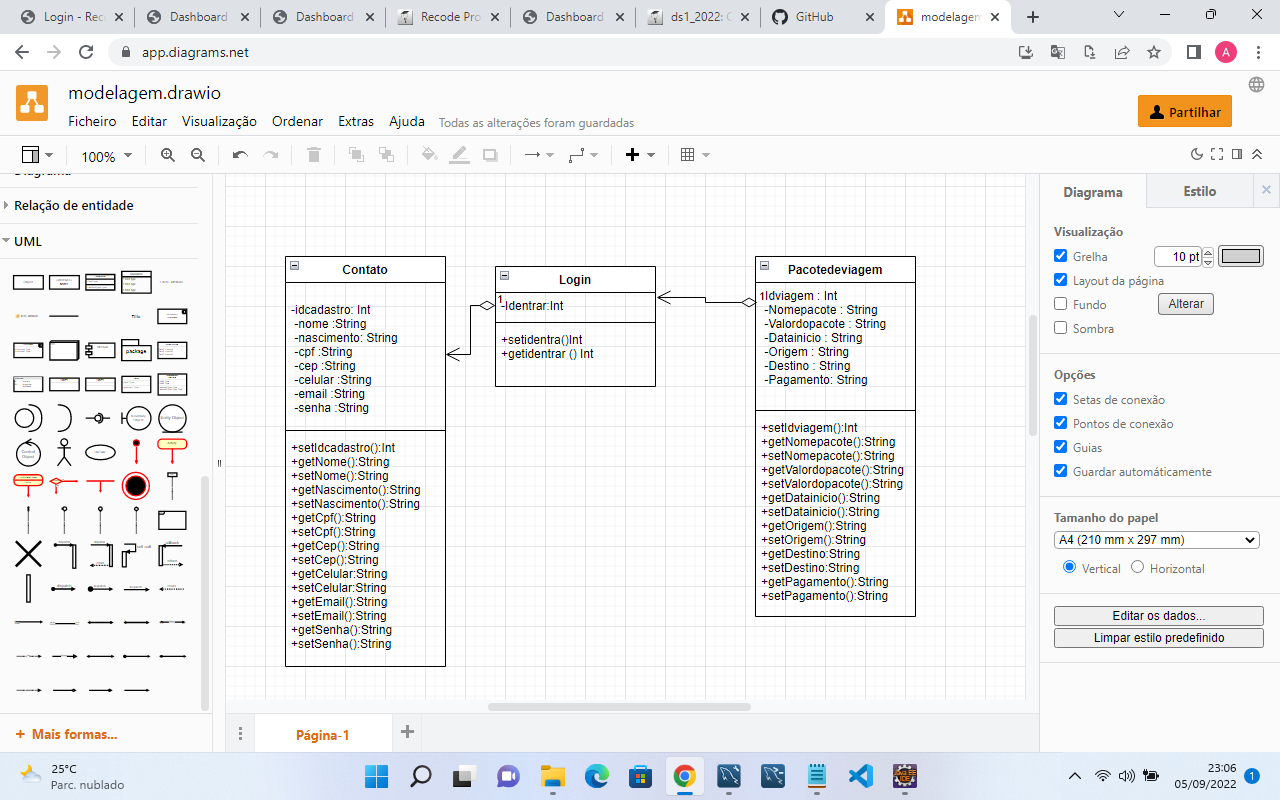 Login - Rec
Dashboard
Dashboard
Recode Pro
Dashboard
ds1_2022: C
GitHub
modelagem
app.diagrams.net
A
modelagem.drawio
Ficheiro Editar Visualização Ordenar Extras Ajuda Todas as alterações foram guardadas
Partilhar
100%
Diagrama
Relação de entidade
UML
Title
package
+ Mais formas...
Contato
-idcadastro: Int
-nome :String
-nascimento: String
-cpf :String
-cep :String
-celular :String
-email :String
-senha :String
+setIdcadastro():Int
+getNome():String
+setNome():String
+getNascimento():String
+setNascimento():String
+getCpf():String
+setCpf():String
+getCep():String
+setCep():String
+getCelular:String
+setCelular:String
+getEmail():String
+setEmail():String
+getSenha():String
+setSenha():String
Login
1
-Identrar:Int
+setidentra()Int
+getidentrar () Int
Pacotedeviagem
1
Idviagem : Int
-Nomepacote : String
-Valordopacote : String
-Datainicio : String
-Origem : String
-Destino : String
-Pagamento: String
+setIdviagem():Int
+getNomepacote():String
+setNomepacote():String
+getValordopacote():String
+setValordopacote():String
+getDatainicio():String
+setDatainicio():String
+getOrigem():String
+setOrigem():String
+getDestino:String
+setDestino:String
+getPagamento():String
+setPagamento():String
Diagrama
Estilo
Visualização
Grelha 10 pt
Layout da página
Fundo Alterar
Sombra
Opções
Setas de conexão
Pontos de conexão
Guias
Guardar automáticamente
Tamanho do papel
A4 (210 mm x 297 mm)
Vertical Horizontal
Editar os dados...
Limpar estilo predefinido
Página-1
25°C
Parc. nublado
Java EE
IDE
23:06
05/09/2022
1